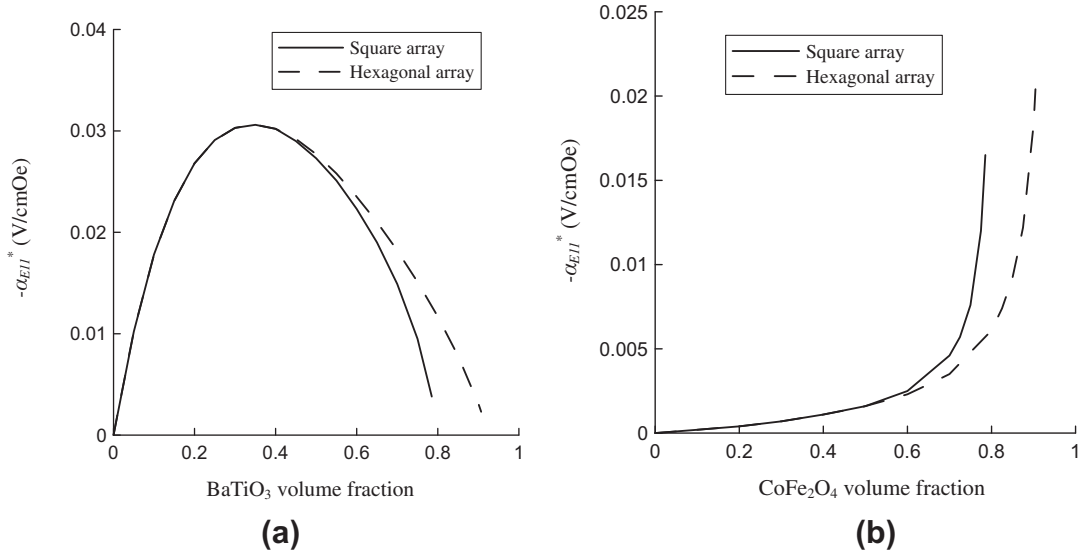 0.04
0.03
0.02
0.01
0
0 0.2 0.4 0.6 0.8 1
-α_E11* (V/cmOe)
BaTiO₃ volume fraction
Square array
Hexagonal array
(a)
0.025
0.02
0.015
0.01
0.005
0
0 0.2 0.4 0.6 0.8 1
-α_E11* (V/cmOe)
CoFe₂O₄ volume fraction
Square array
Hexagonal array
(b)